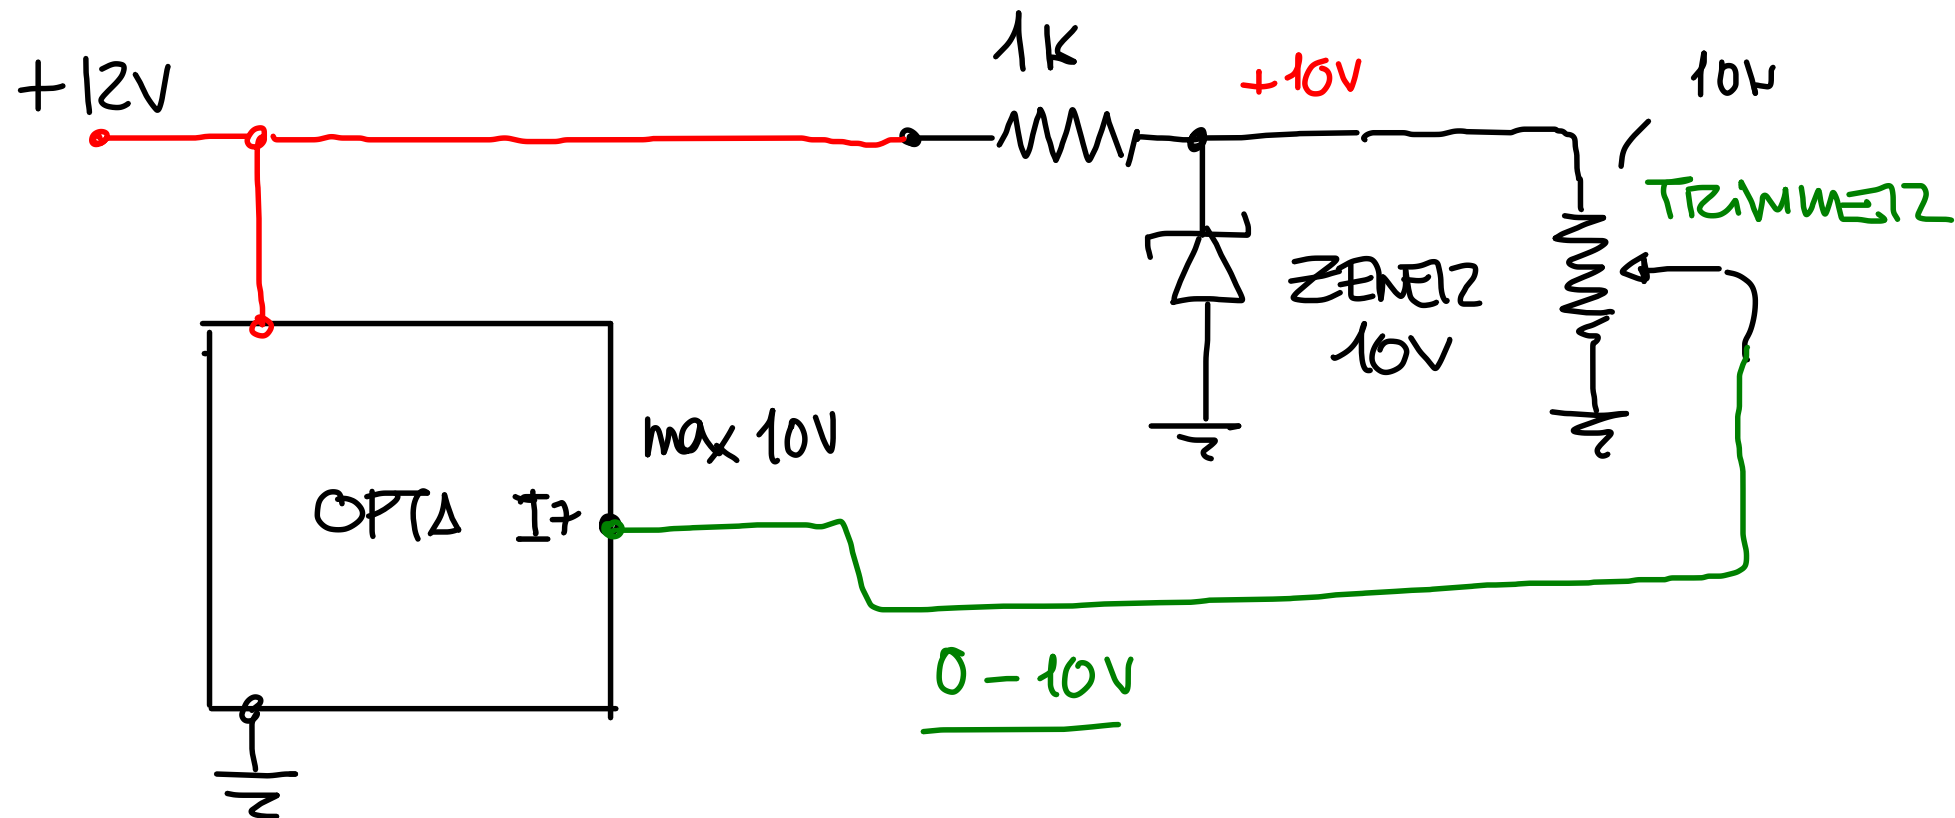 +12V
1K
+10V
10K
TRIMMER
ZENER
10V
max 10V
OPTA I7
0-10V